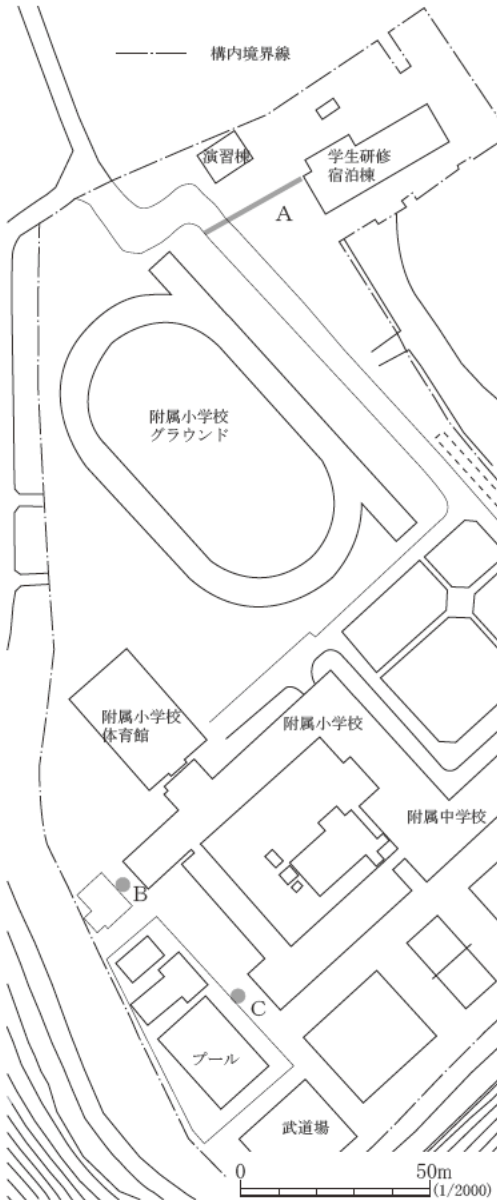 構内境界線
演習棟
学生研修
宿泊棟
A
附属小学校
グラウンド
附属小学校
体育館
附属小学校
附属中学校
B
C
プール
武道場
0 50m
(1/2000)